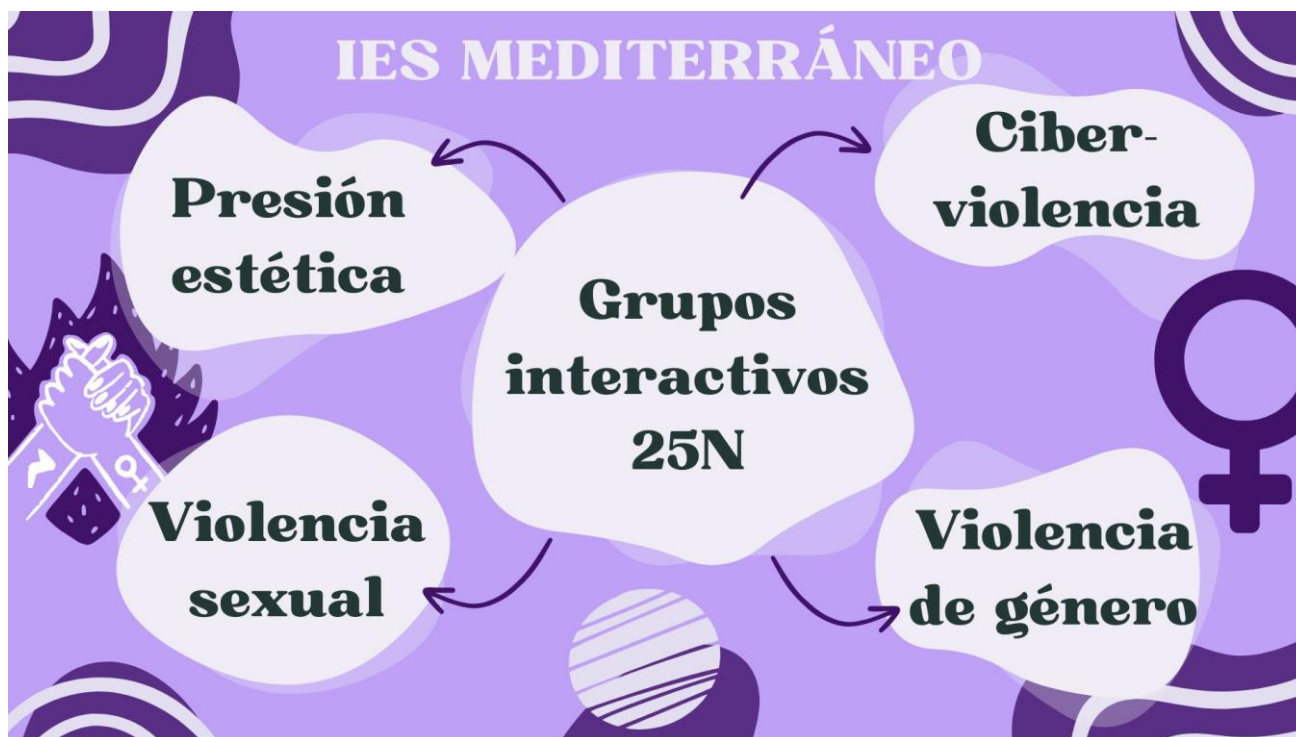 IES MEDITERRÁNEO
Presión
estética
Ciber-
violencia
Grupos
interactivos
25N
Violencia
sexual
Violencia
de género